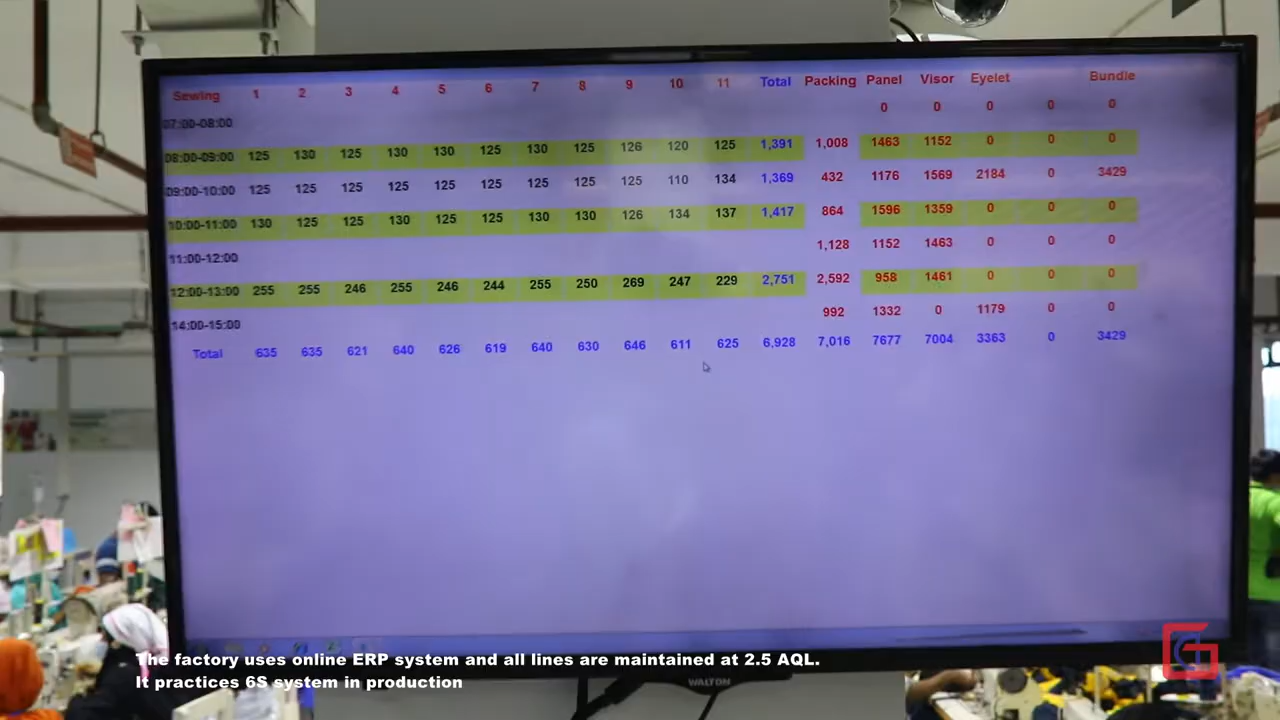 Sewing 1 2 3 4 5 6 7 8 9 10 11 Total Packing Panel Visor Eyelet Bundle
07:00-08:00 0 0 0 0 0
08:00-09:00 125 130 125 130 130 125 130 125 126 120 125 1,391 1,008 1463 1152 0 0 0
09:00-10:00 125 125 125 125 125 125 125 125 125 110 134 1,369 432 1176 1569 2184 0 3429
10:00-11:00 130 125 125 130 125 125 130 130 126 134 137 1,417 864 1596 1359 0 0 0
11:00-12:00 1,128 1152 1463 0 0 0
12:00-13:00 255 255 246 255 246 244 255 250 269 247 229 2,751 2,592 958 1461 0 0 0
14:00-15:00 992 1332 0 1179 0 0
Total 635 635 621 640 626 619 640 630 646 611 625 6,928 7,016 7677 7004 3363 0 3429
The factory uses online ERP system and all lines are maintained at 2.5 AQL.
It practices 6S system in production
WALTON